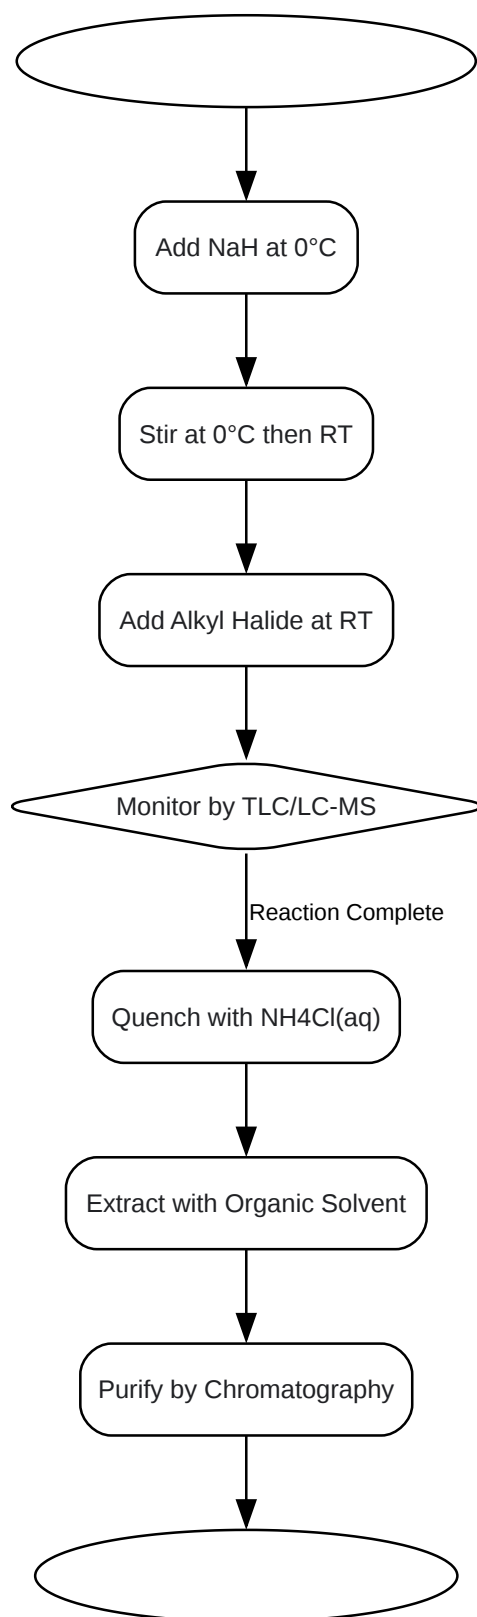 Add NaH at 0°C
Stir at 0°C then RT
Add Alkyl Halide at RT
Monitor by TLC/LC-MS
Reaction Complete
Quench with NH4Cl(aq)
Extract with Organic Solvent
Purify by Chromatography